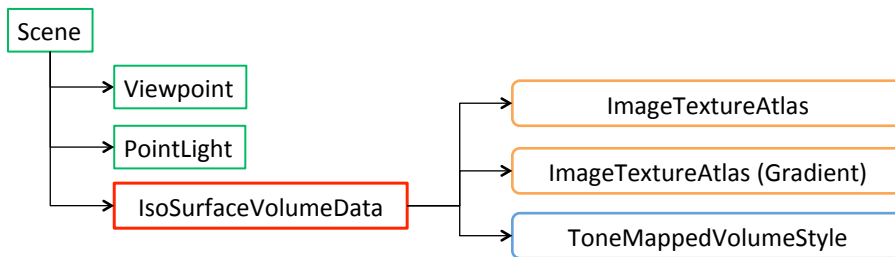 Scene
Viewpoint
PointLight
IsoSurfaceVolumeData
ImageTextureAtlas
ImageTextureAtlas (Gradient)
ToneMappedVolumeStyle